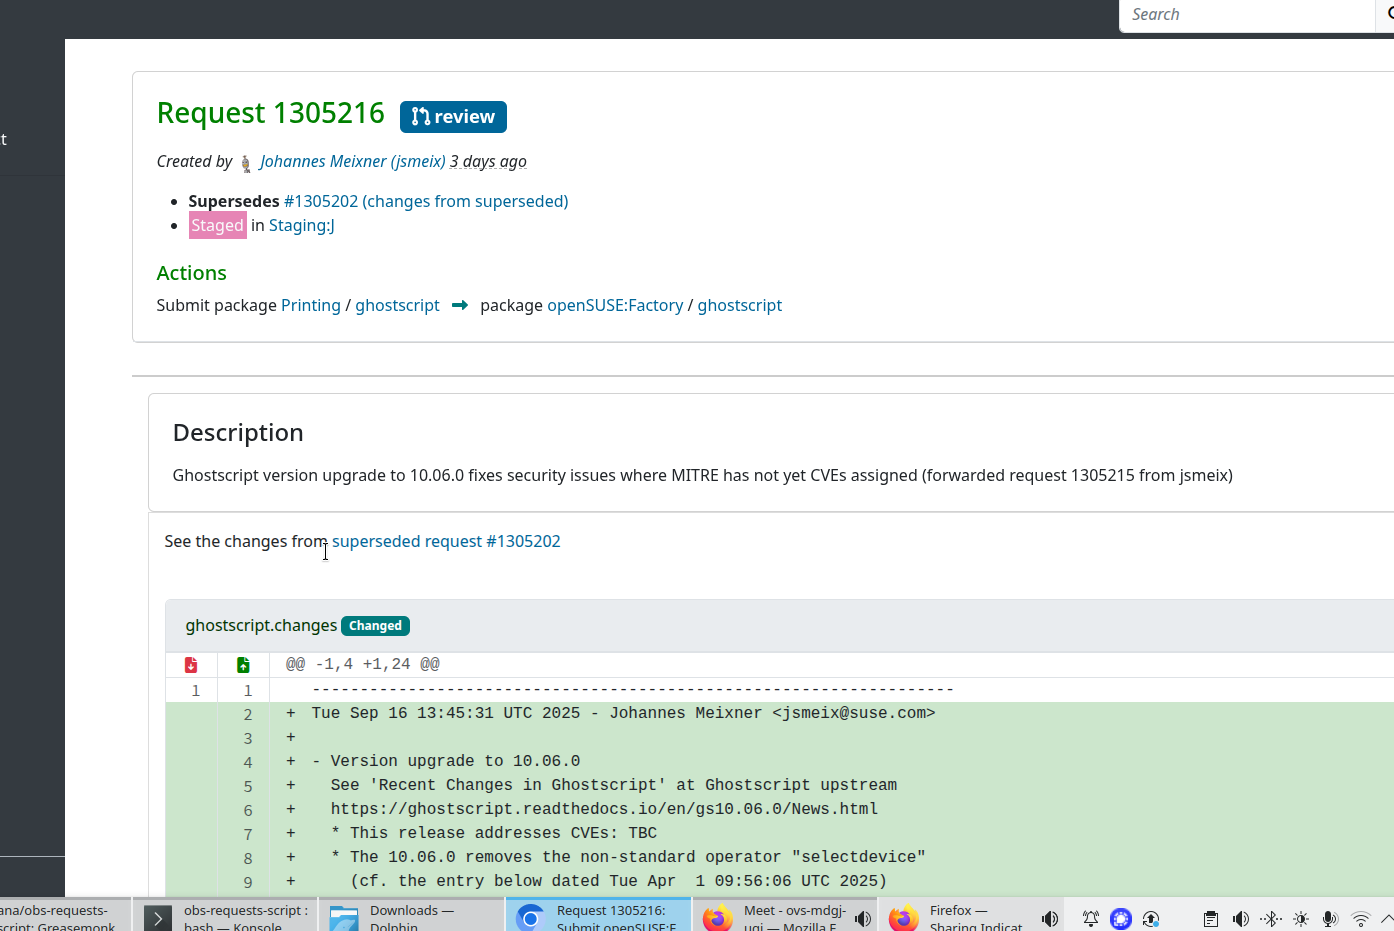 Search
t
Request 1305216 review
Created by Johannes Meixner (jsmeix) 3 days ago
• Supersedes #1305202 (changes from superseded)
• Staged in Staging:J
Actions
Submit package Printing / ghostscript ➡ package openSUSE:Factory / ghostscript
Description
Ghostscript version upgrade to 10.06.0 fixes security issues where MITRE has not yet CVEs assigned (forwarded request 1305215 from jsmeix)
See the changes from superseded request #1305202
ghostscript.changes Changed
@@ -1,4 +1,24 @@
1 1 -------------------------------------------------------------------
2 + Tue Sep 16 13:45:31 UTC 2025 - Johannes Meixner <jsmeix@suse.com>
3 +
4 + - Version upgrade to 10.06.0
5 + See 'Recent Changes in Ghostscript' at Ghostscript upstream
6 + https://ghostscript.readthedocs.io/en/gs10.06.0/News.html
7 + * This release addresses CVEs: TBC
8 + * The 10.06.0 removes the non-standard operator "selectdevice"
9 + (cf. the entry below dated Tue Apr  1 09:56:06 UTC 2025)
ana/obs-requests-
script: Greasemonk
obs-requests-script :
bash — Konsole
Downloads —
Dolphin
Request 1305216:
Submit openSUSE:F
Meet - ovs-mdgj-
uqi — Mozilla F
Firefox —
Sharing Indicat